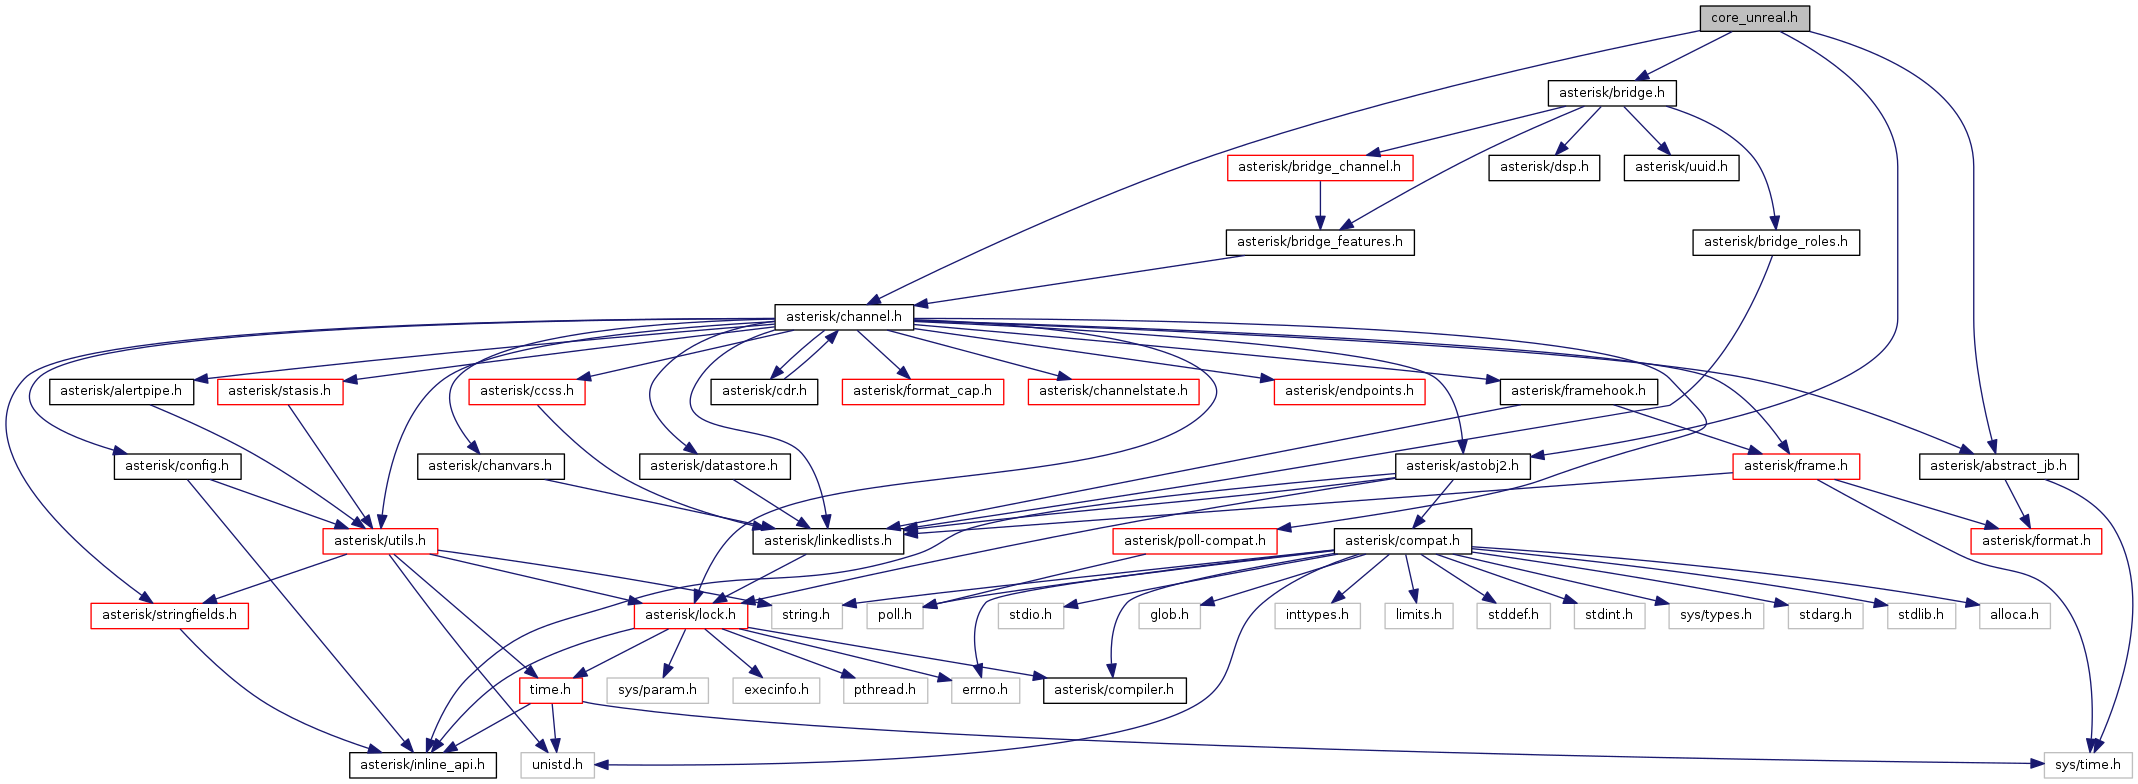 core_unreal.h
asterisk/bridge.h
asterisk/bridge_channel.h
asterisk/dsp.h
asterisk/uuid.h
asterisk/bridge_features.h
asterisk/bridge_roles.h
asterisk/channel.h
asterisk/alertpipe.h
asterisk/stasis.h
asterisk/ccss.h
asterisk/cdr.h
asterisk/format_cap.h
asterisk/channelstate.h
asterisk/endpoints.h
asterisk/framehook.h
asterisk/config.h
asterisk/chanvars.h
asterisk/datastore.h
asterisk/astobj2.h
asterisk/frame.h
asterisk/abstract_jb.h
asterisk/utils.h
asterisk/linkedlists.h
asterisk/poll-compat.h
asterisk/compat.h
asterisk/format.h
asterisk/stringfields.h
asterisk/lock.h
string.h
poll.h
stdio.h
glob.h
inttypes.h
limits.h
stddef.h
stdint.h
sys/types.h
stdarg.h
stdlib.h
alloca.h
time.h
sys/param.h
execinfo.h
pthread.h
errno.h
asterisk/compiler.h
asterisk/inline_api.h
unistd.h
sys/time.h